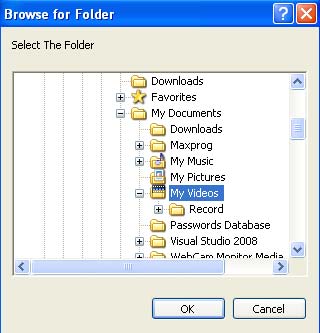 Browse for Folder
Select The Folder
Downloads
Favorites
My Documents
Downloads
Maxprog
My Music
My Pictures
My Videos
Record
Passwords Database
Visual Studio 2008
WebCam Monitor Media
OK Cancel